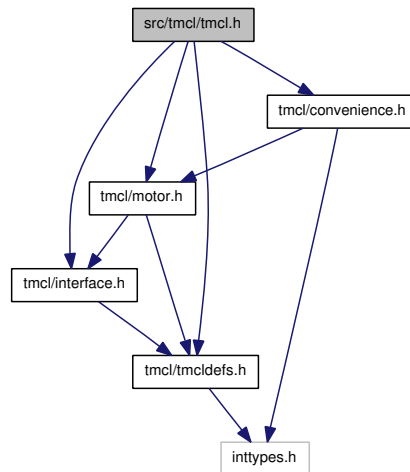 src/tmcl/tmcl.h
tmcl/convenience.h
tmcl/motor.h
tmcl/interface.h
tmcl/tmcldefs.h
inttypes.h